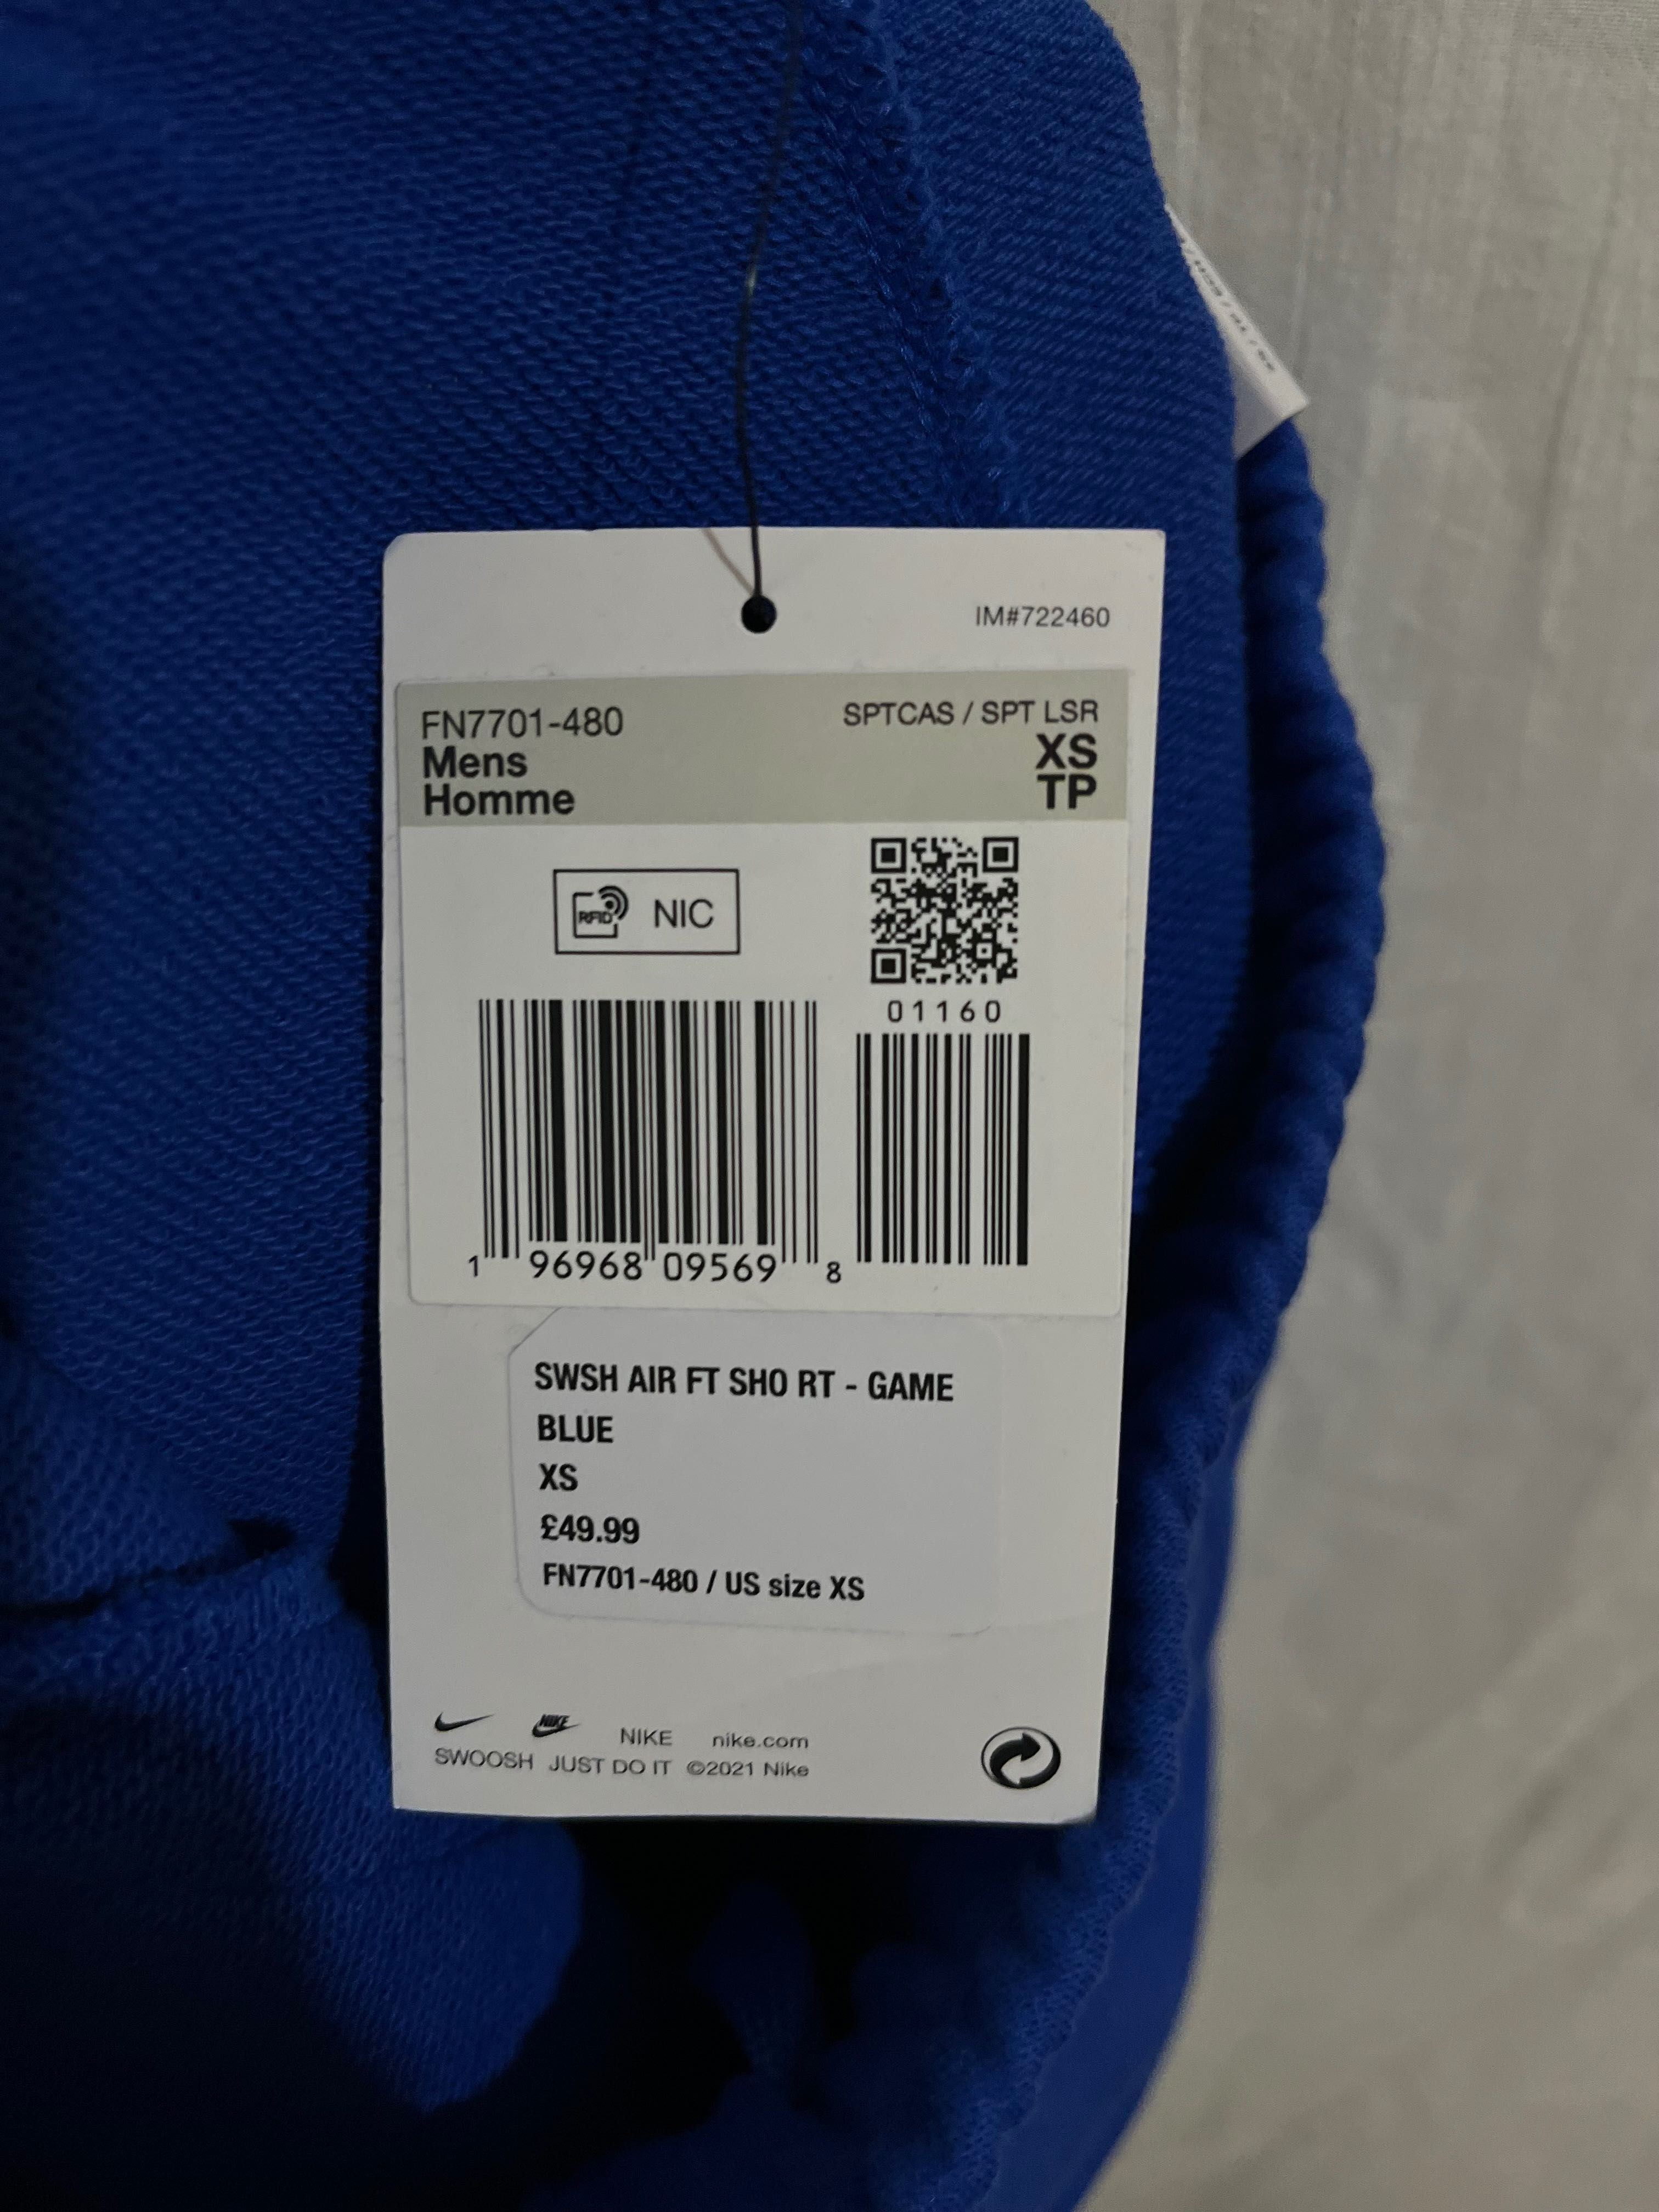 IM#722460
FN7701-480 SPTCAS / SPT LSR
Mens XS
Homme TP
RFID NIC
01160
1 96968 09569 8
SWSH AIR FT SHO RT - GAME
BLUE
XS
£49.99
FN7701-480 / US size XS
NIKE NIKE nike.com
SWOOSH JUST DO IT ©2021 Nike